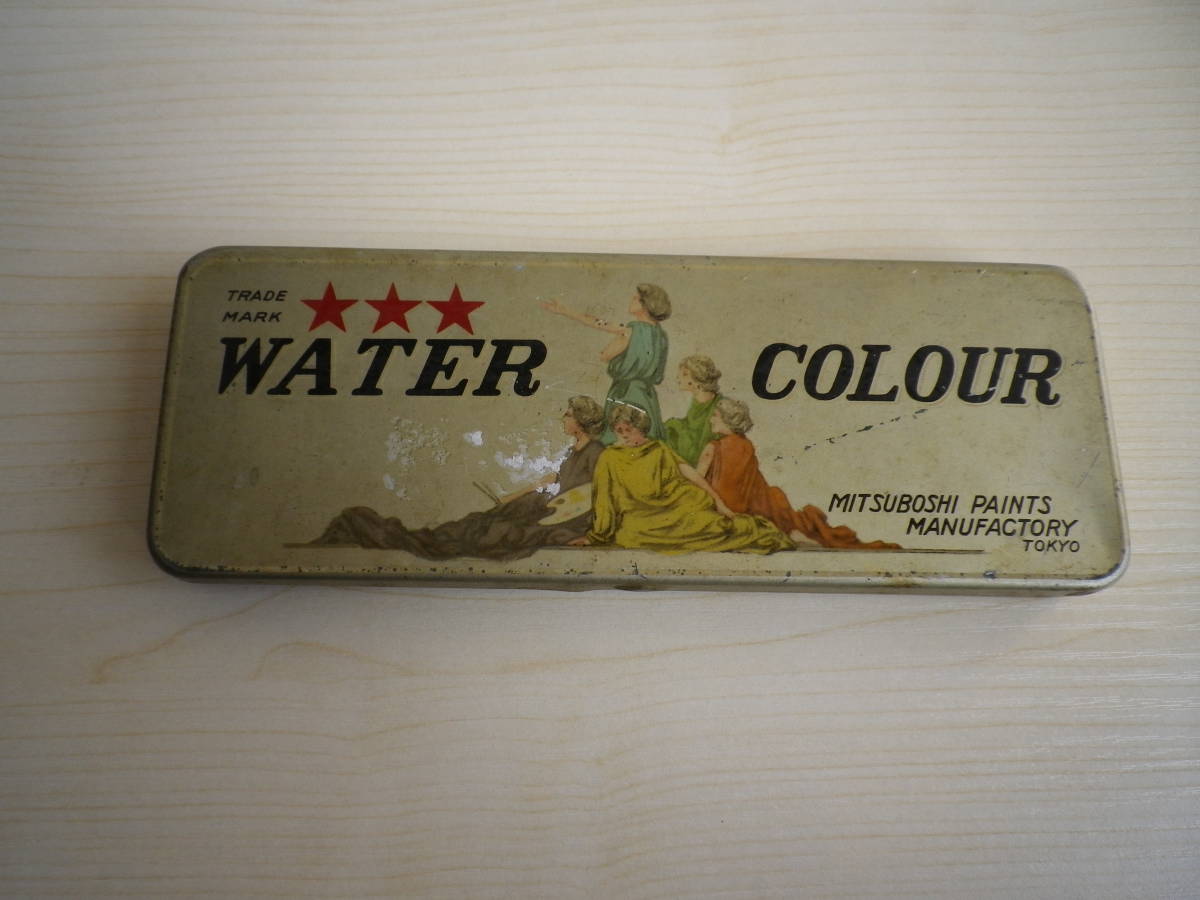 TRADE
MARK
WATER COLOUR
MITSUBOSHI PAINTS
MANUFACTORY
TOKYO